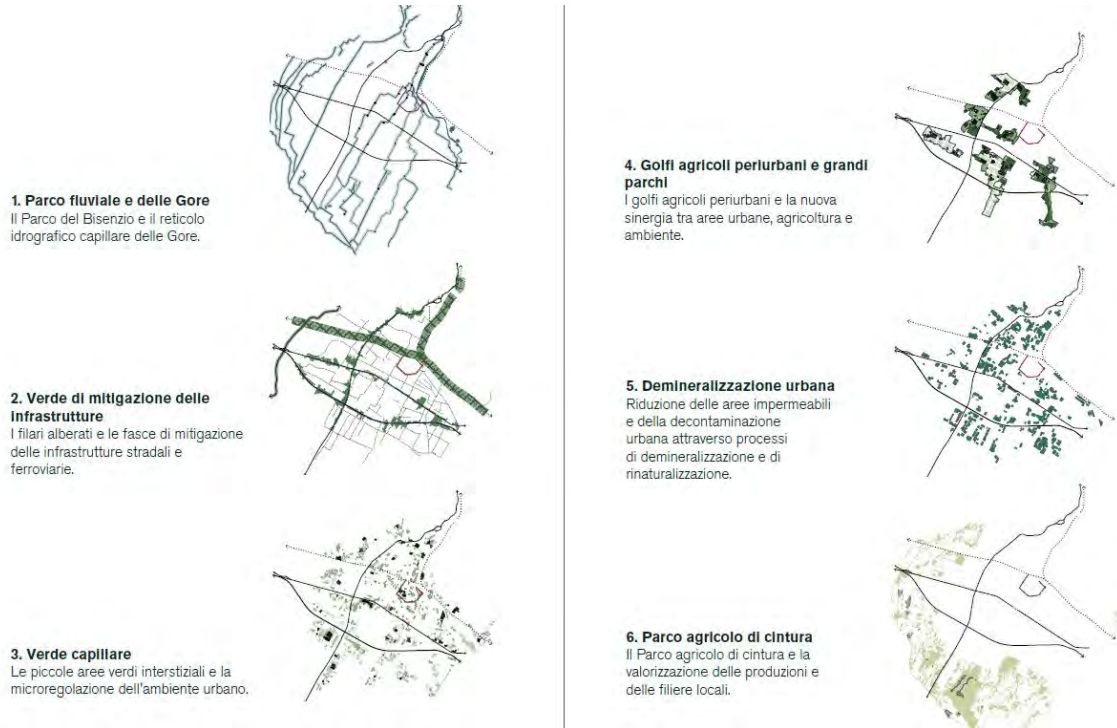 1. Parco fluviale e delle Gore
Il Parco del Bisenzio e il reticolo
idrografico capillare delle Gore.
2. Verde di mitigazione delle
infrastrutture
I filari alberati e le fasce di mitigazione
delle infrastrutture stradali e
ferroviarie.
3. Verde capillare
Le piccole aree verdi interstiziali e la
microregolazione dell'ambiente urbano.
4. Golfi agricoli periurbani e grandi
parchi
I golfi agricoli periurbani e la nuova
sinergia tra aree urbane, agricoltura e
ambiente.
5. Demineralizzazione urbana
Riduzione delle aree impermeabili
e della decontaminazione
urbana attraverso processi
di demineralizzazione e di
rinaturalizzazione.
6. Parco agricolo di cintura
Il Parco agricolo di cintura e la
valorizzazione delle produzioni e
delle filiere locali.